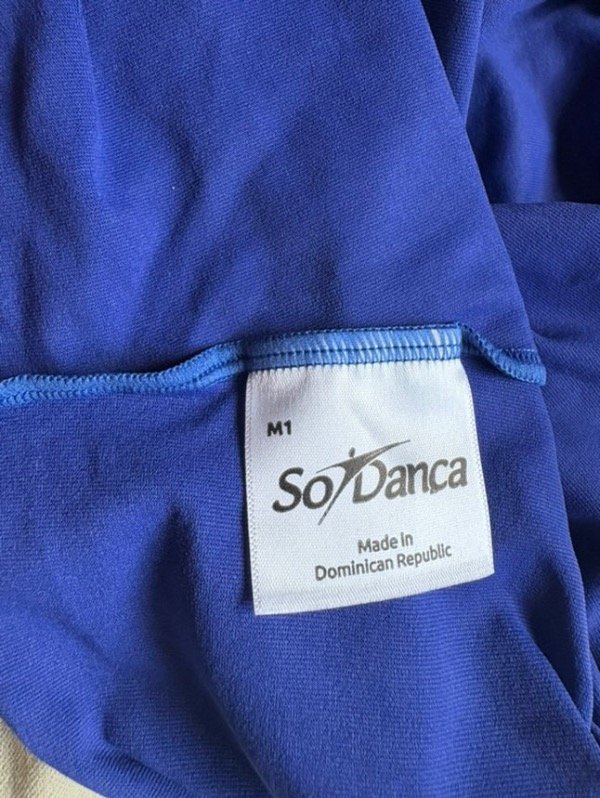 M1
So Danca
Made in
Dominican Republic